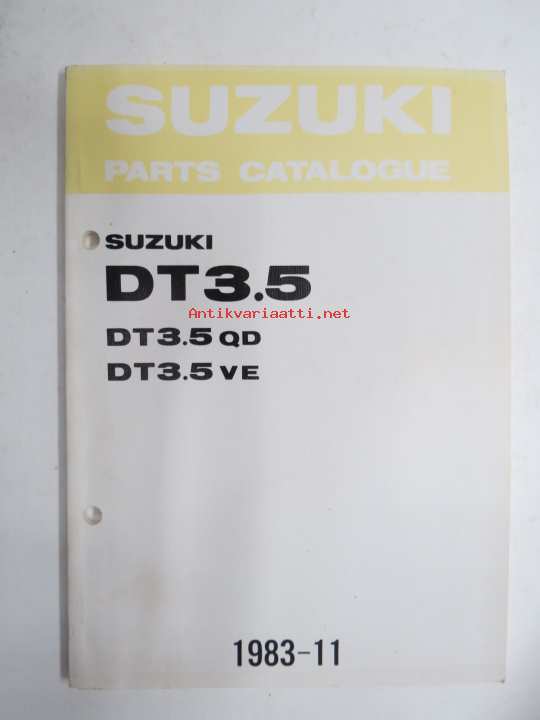 SUZUKI
PARTS CATALOGUE
SUZUKI
DT3.5
Antikvariaatti.net
DT3.5 QD
DT3.5 VE
1983-11